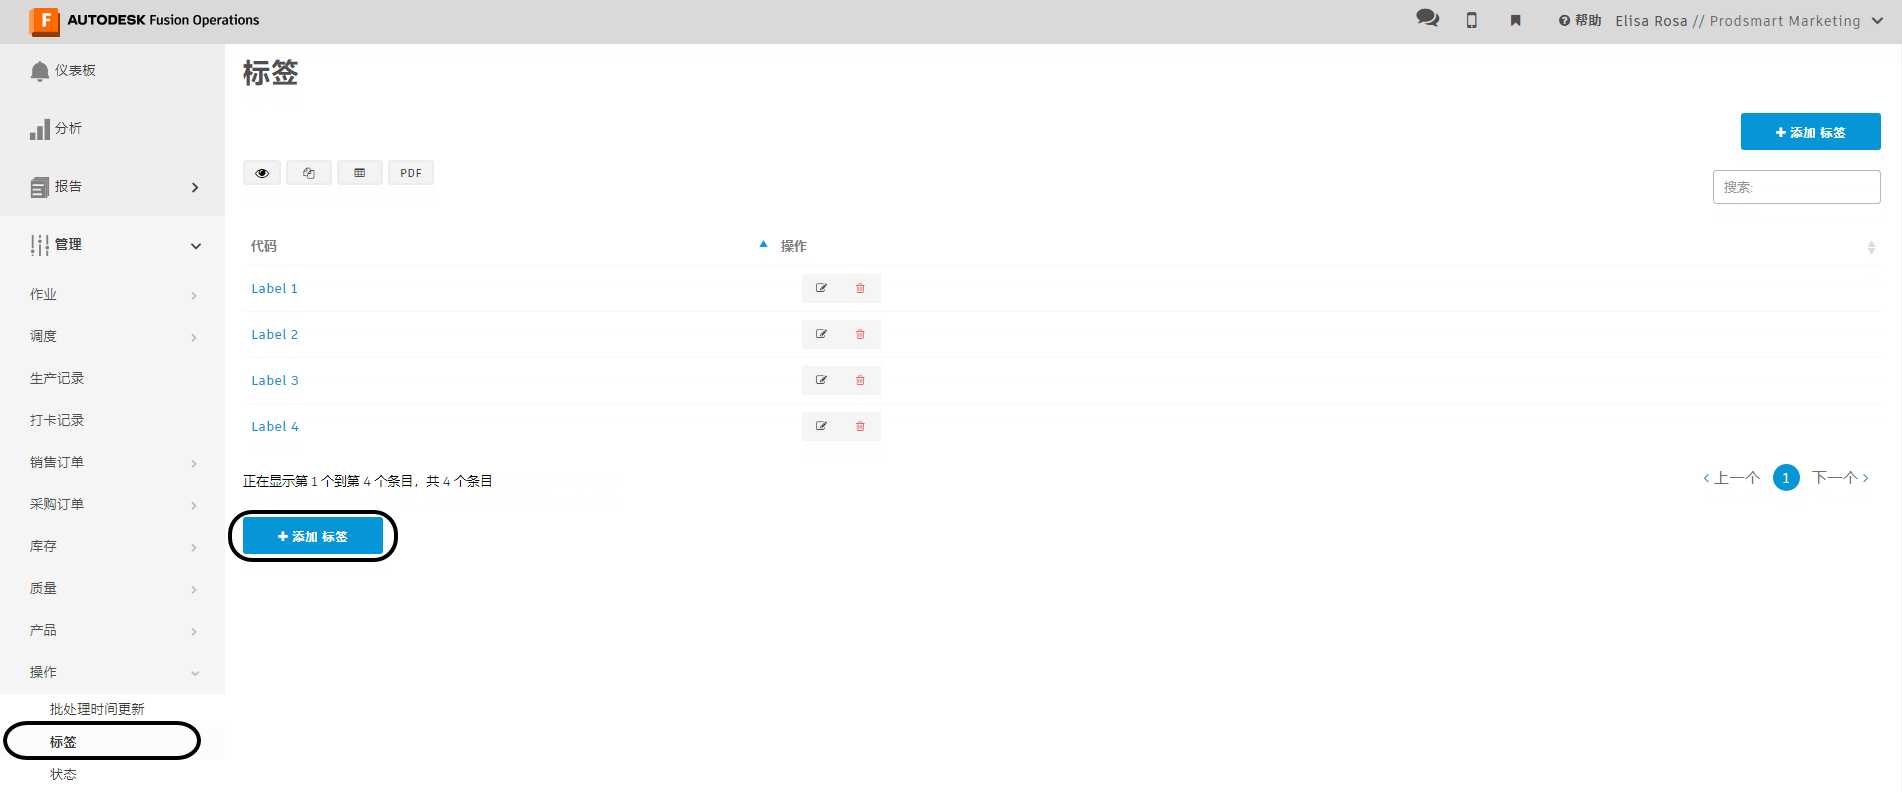 F AUTODESK Fusion Operations
帮助 Elisa Rosa // Prodsmart Marketing
仪表板
分析
报告
管理
作业
调度
生产记录
打卡记录
销售订单
采购订单
库存
质量
产品
操作
批处理时间更新
标签
状态
标签
添加 标签
PDF
搜索:
代码 操作
Label 1
Label 2
Label 3
Label 4
正在显示第 1 个到第 4 个条目，共 4 个条目
上一个 1 下一个
添加 标签